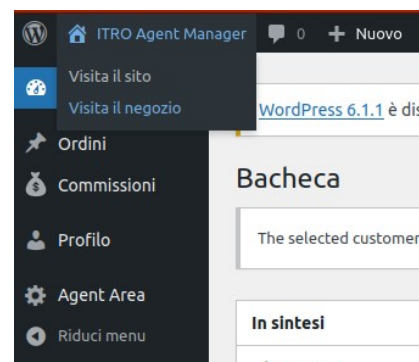 ITRO Agent Manager 0 + Nuovo
Visita il sito
Visita il negozio
WordPress 6.1.1 è
Ordini
Commissioni
Bacheca
Profilo
The selected customer
Agent Area
In sintesi
Riduci menu